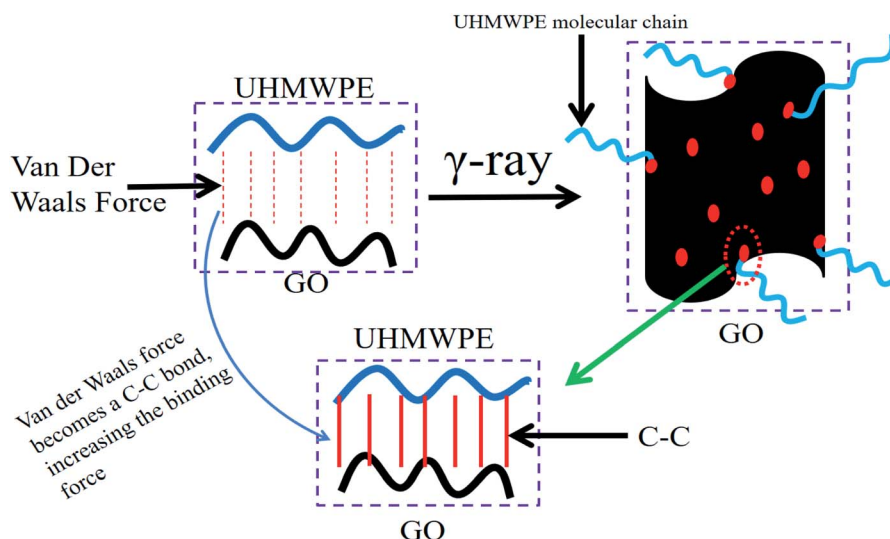 UHMWPE molecular chain
UHMWPE
Van Der
Waals Force
γ-ray
GO
GO
UHMWPE
Van der Waals force
becomes a C-C bond,
increasing the binding
force
C-C
GO